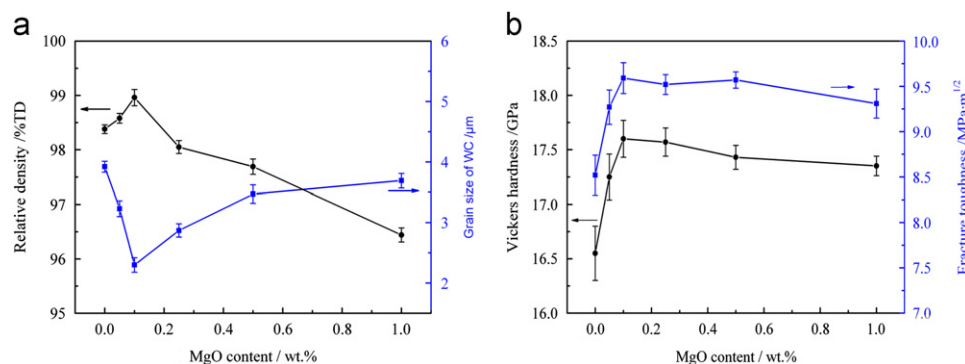 a
100
99
98
97
96
95
Relative density /%TD
6
5
4
3
2
Grain size of WC /μm
0.0 0.2 0.4 0.6 0.8 1.0
MgO content / wt.%
b
18.5
18.0
17.5
17.0
16.5
16.0
Vickers hardness /GPa
10.0
9.5
9.0
8.5
8.0
7.5
7.0
Fracture toughness /MPa·m1/2
0.0 0.2 0.4 0.6 0.8 1.0
MgO content / wt.%